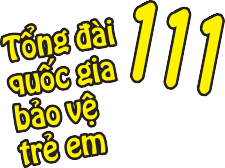 Tổng đài
quốc gia
bảo vệ
trẻ em
111